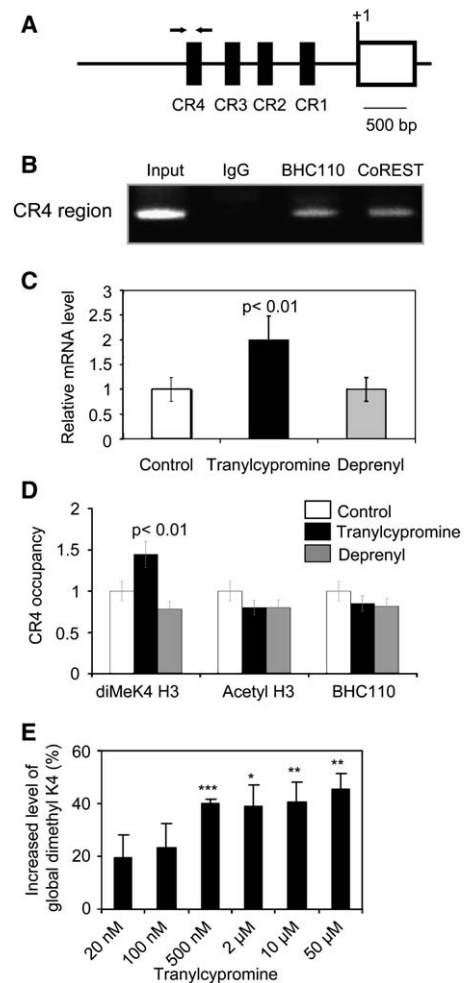 A
+1
CR4 CR3 CR2 CR1
500 bp
B
Input IgG BHC110 CoREST
CR4 region
C
Relative mRNA level
3
2.5
2
1.5
1
0.5
0
p< 0.01
Control Tranylcypromine Deprenyl
D
CR4 occupancy
2
1.5
1
0.5
0
p< 0.01
Control
Tranylcypromine
Deprenyl
diMeK4 H3 Acetyl H3 BHC110
E
Increased level of
global dimethyl K4 (%)
60
40
20
0
*** * ** **
20 nM 100 nM 500 nM 2 µM 10 µM 50 µM
Tranylcypromine